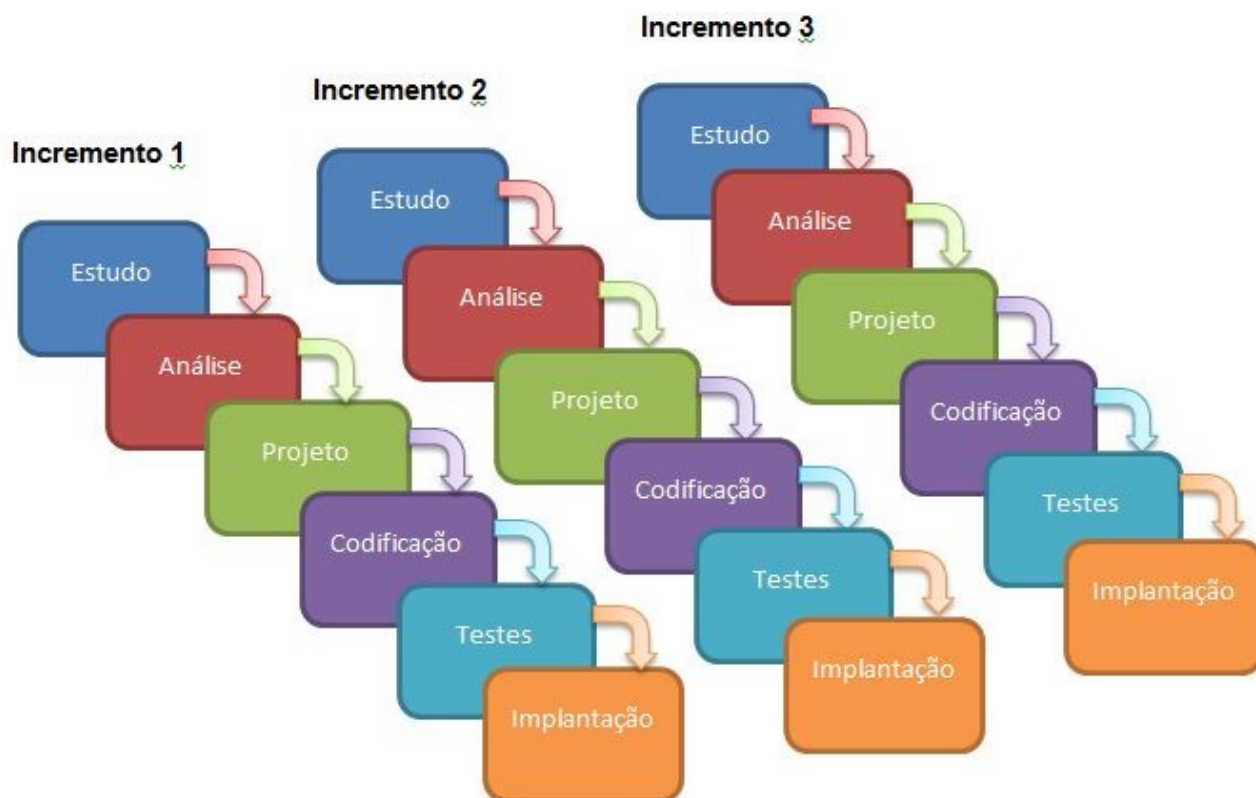 Incremento 1
Estudo
Análise
Projeto
Codificação
Testes
Implantação
Incremento 2
Estudo
Análise
Projeto
Codificação
Testes
Implantação
Incremento 3
Estudo
Análise
Projeto
Codificação
Testes
Implantação